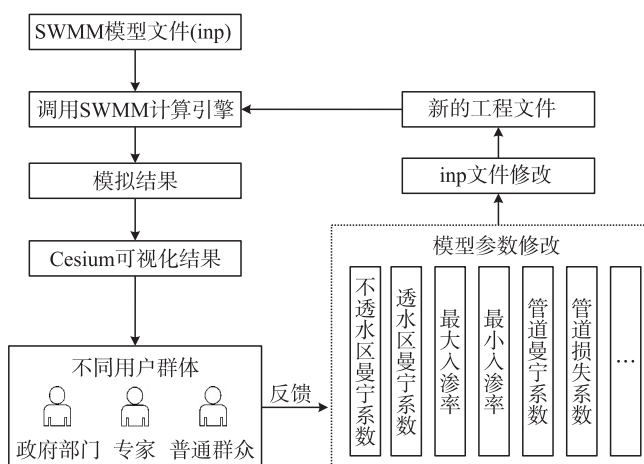 SWMM模型文件(inp)
调用SWMM计算引擎
模拟结果
Cesium可视化结果
不同用户群体
政府部门 专家 普通群众
反馈
新的工程文件
inp文件修改
模型参数修改
不透水区曼宁系数
透水区曼宁系数
最大入渗率
最小入渗率
管道曼宁系数
管道损失系数
…